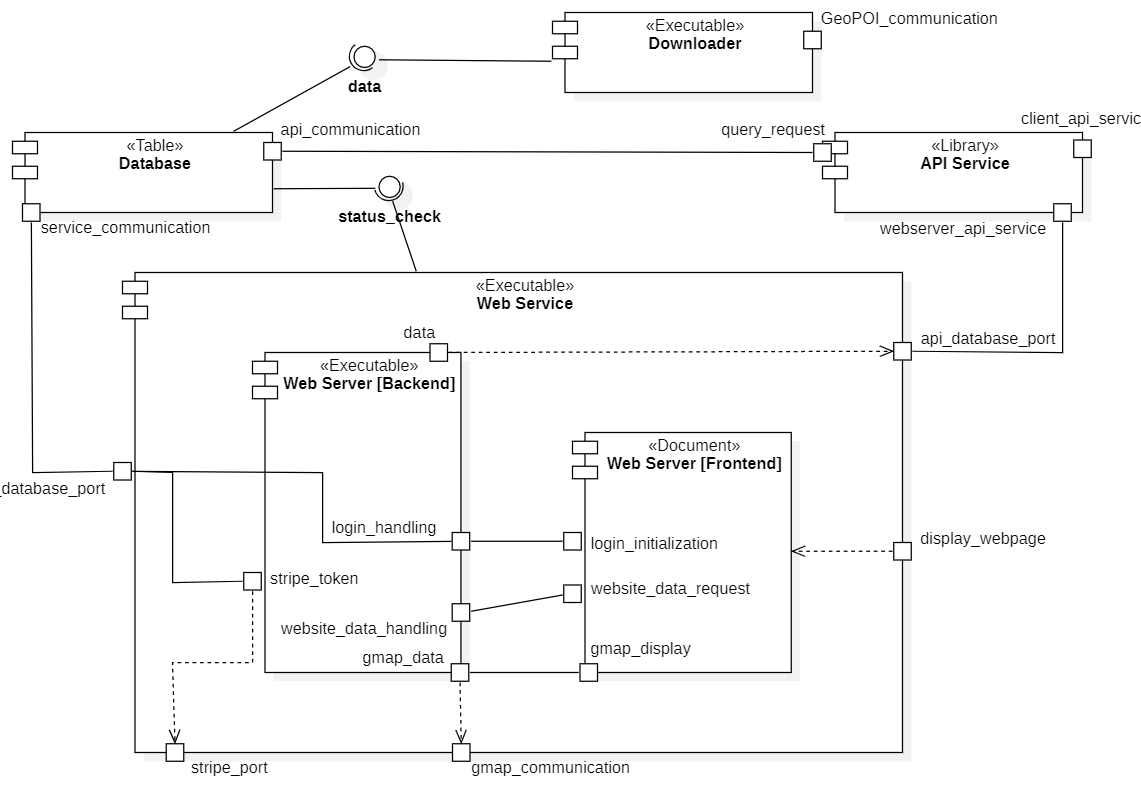 GeoPOI_communication
«Executable»
Downloader
data
client_api_servic
api_communication
query_request
«Table»
Database
«Library»
API Service
status_check
service_communication
webserver_api_service
«Executable»
Web Service
data
api_database_port
«Executable»
Web Server [Backend]
«Document»
Web Server [Frontend]
_database_port
login_handling
login_initialization
display_webpage
stripe_token
website_data_request
website_data_handling
gmap_data
gmap_display
stripe_port
gmap_communication